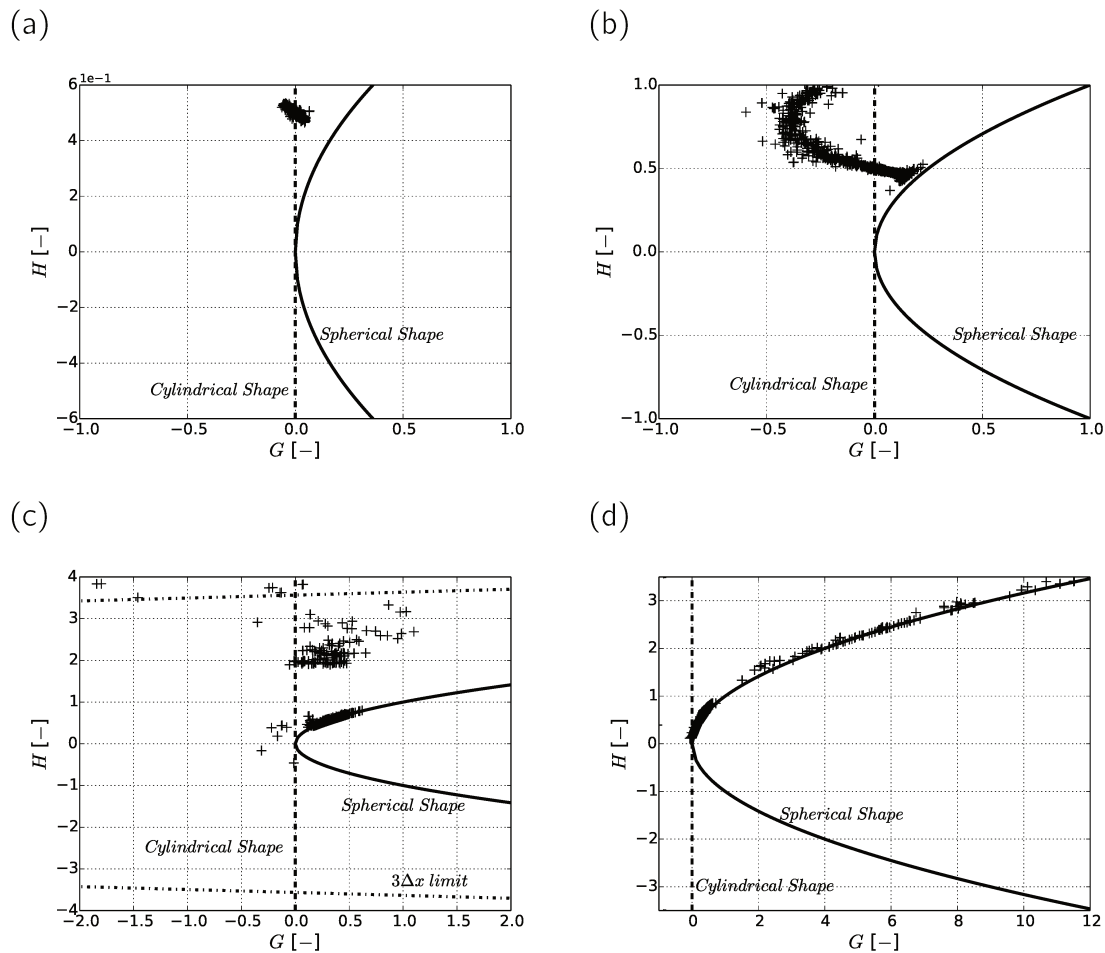 (a)
(b)
6 1e−1
4
2
0
−2
−4
−6
H [−]
Spherical Shape
Cylindrical Shape
−1.0 −0.5 0.0 0.5 1.0
G [−]
1.0
0.5
0.0
−0.5
−1.0
H [−]
Spherical Shape
Cylindrical Shape
−1.0 −0.5 0.0 0.5 1.0
G [−]
(c)
(d)
4
3
2
1
0
−1
−2
−3
−4
H [−]
Spherical Shape
Cylindrical Shape
3Δx limit
−2.0 −1.5 −1.0 −0.5 0.0 0.5 1.0 1.5 2.0
G [−]
3
2
1
0
−1
−2
−3
H [−]
Spherical Shape
Cylindrical Shape
0 2 4 6 8 10 12
G [−]